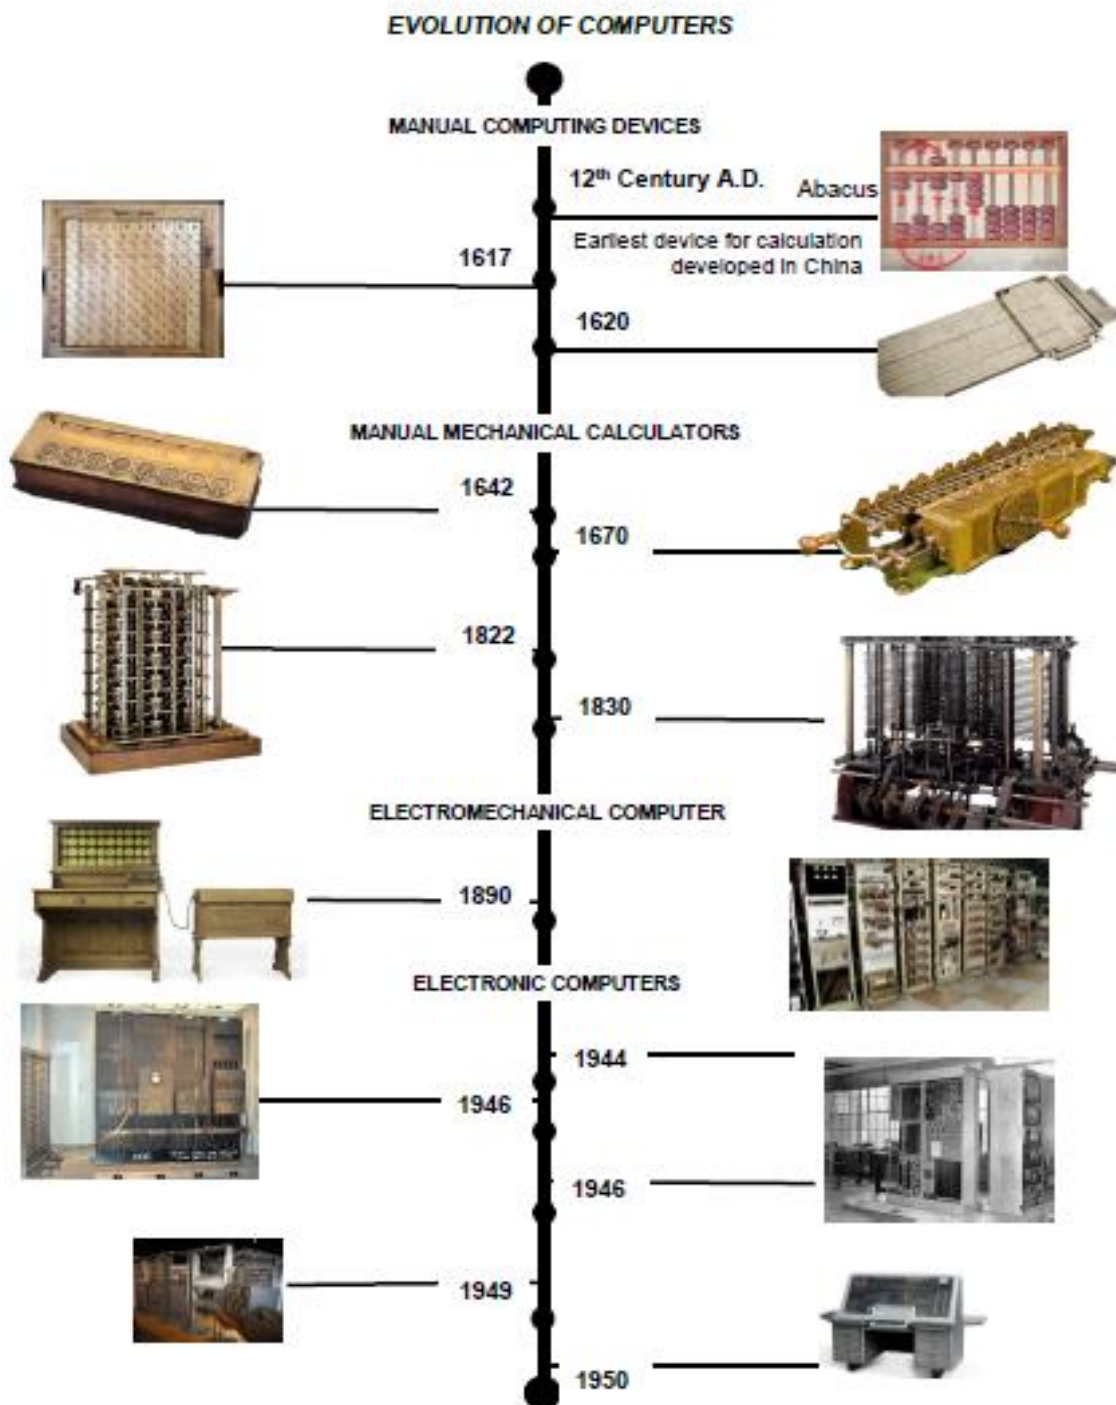 EVOLUTION OF COMPUTERS
MANUAL COMPUTING DEVICES
12th Century A.D.
Abacus
Earliest device for calculation
developed in China
1617
1620
MANUAL MECHANICAL CALCULATORS
1642
1670
1822
1830
ELECTROMECHANICAL COMPUTER
1890
ELECTRONIC COMPUTERS
1944
1946
1946
1949
1950